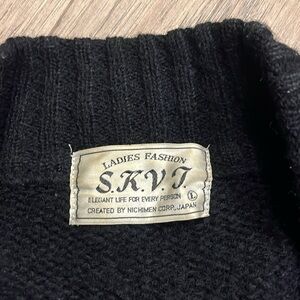 LADIES FASHION
S.K.V.J.
ELEGANT LIFE FOR EVERY PERSON
L
CREATED BY NICHIMEN CORP., JAPAN